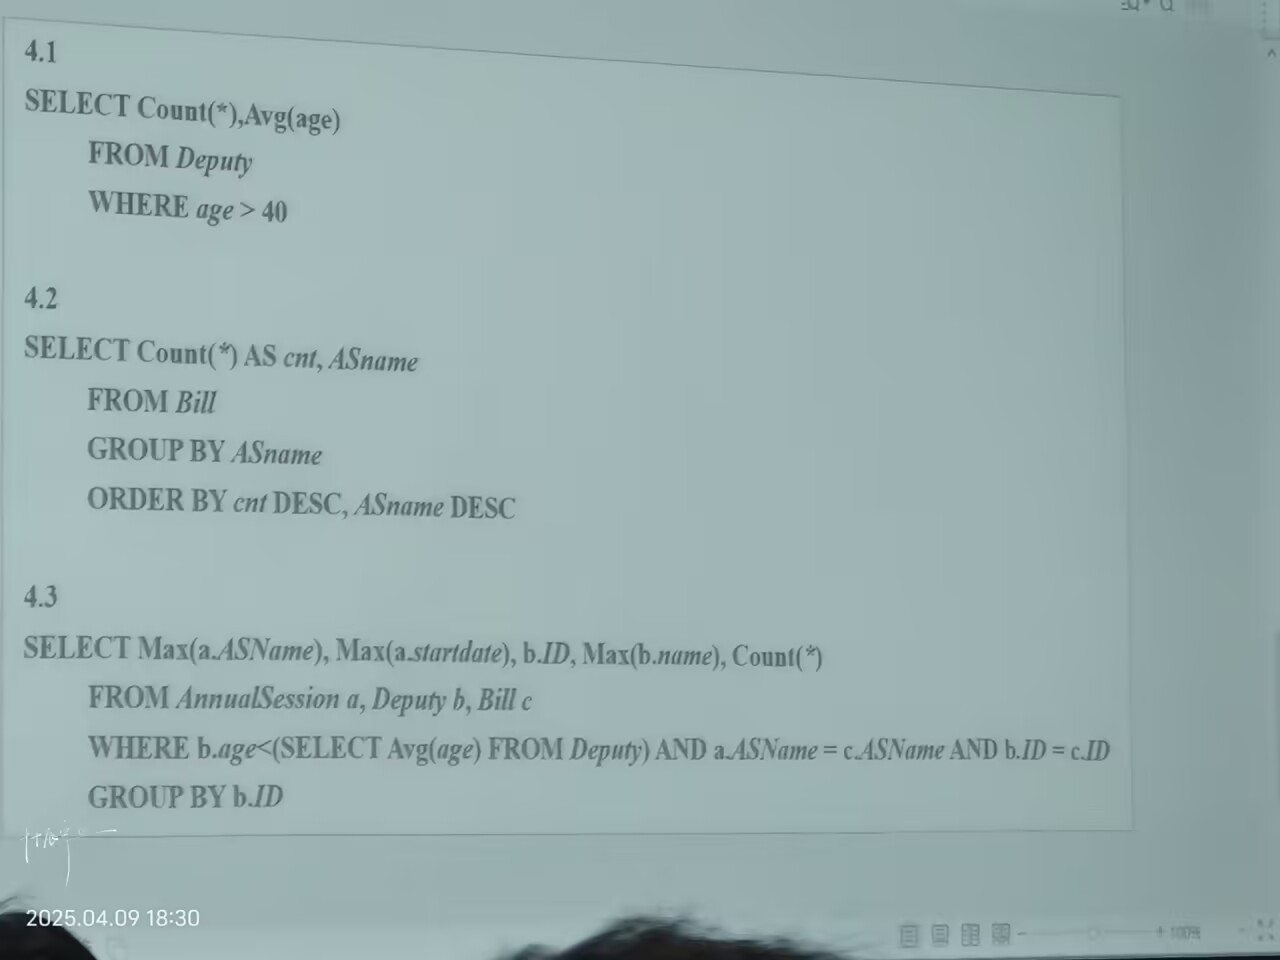 4.1
SELECT Count(*),Avg(age)
FROM Deputy
WHERE age > 40
4.2
SELECT Count(*) AS cnt, ASname
FROM Bill
GROUP BY ASname
ORDER BY cnt DESC, ASname DESC
4.3
SELECT Max(a.ASName), Max(a.startdate), b.ID, Max(b.name), Count(*)
FROM AnnualSession a, Deputy b, Bill c
WHERE b.age<(SELECT Avg(age) FROM Deputy) AND a.ASName = c.ASName AND b.ID = c.ID
GROUP BY b.ID
2025.04.09 18:30
100%